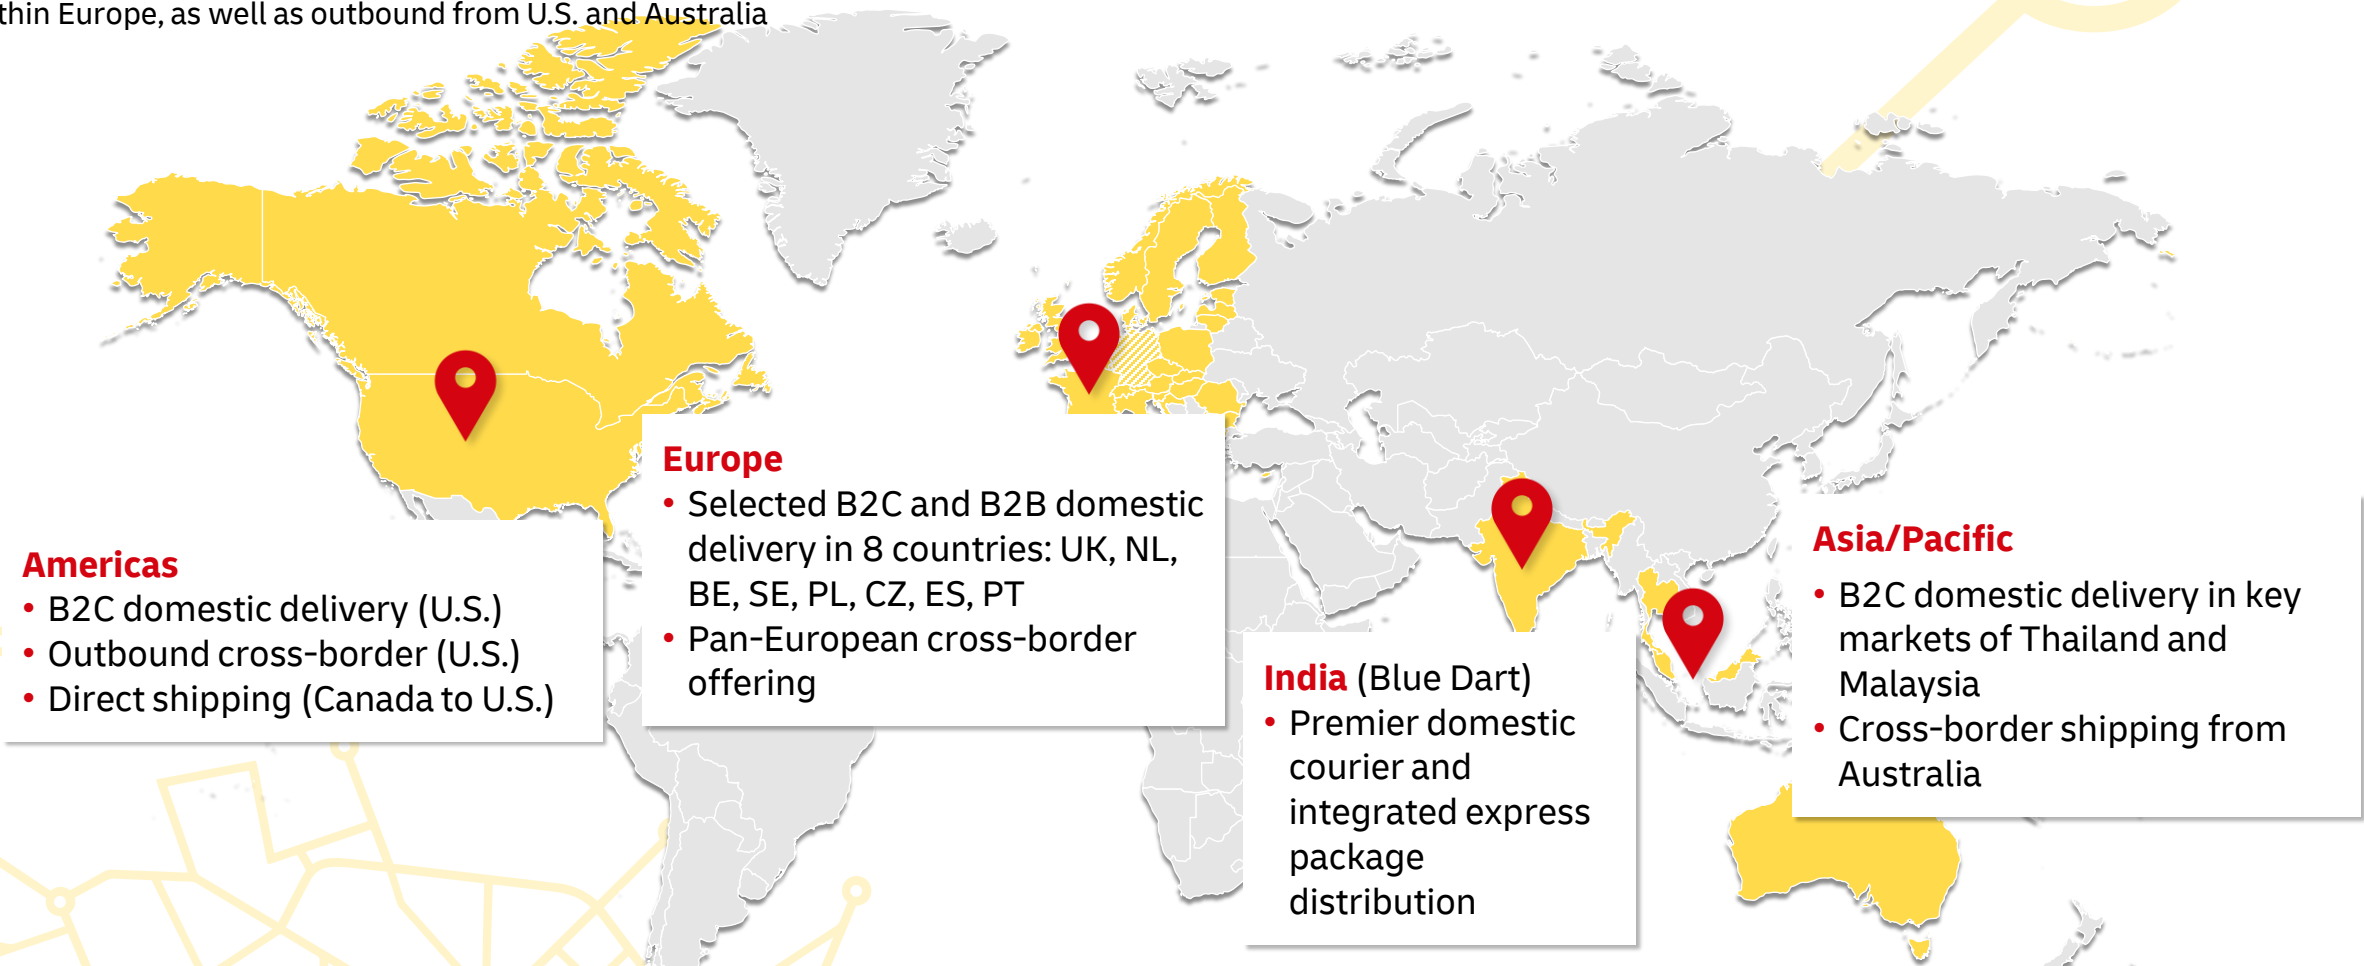 thin Europe, as well as outbound from U.S. and Australia
Americas
• B2C domestic delivery (U.S.)
• Outbound cross-border (U.S.)
• Direct shipping (Canada to U.S.)
Europe
• Selected B2C and B2B domestic
delivery in 8 countries: UK, NL,
BE, SE, PL, CZ, ES, PT
• Pan-European cross-border
offering
India (Blue Dart)
• Premier domestic
courier and
integrated express
package
distribution
Asia/Pacific
• B2C domestic delivery in key
markets of Thailand and
Malaysia
• Cross-border shipping from
Australia